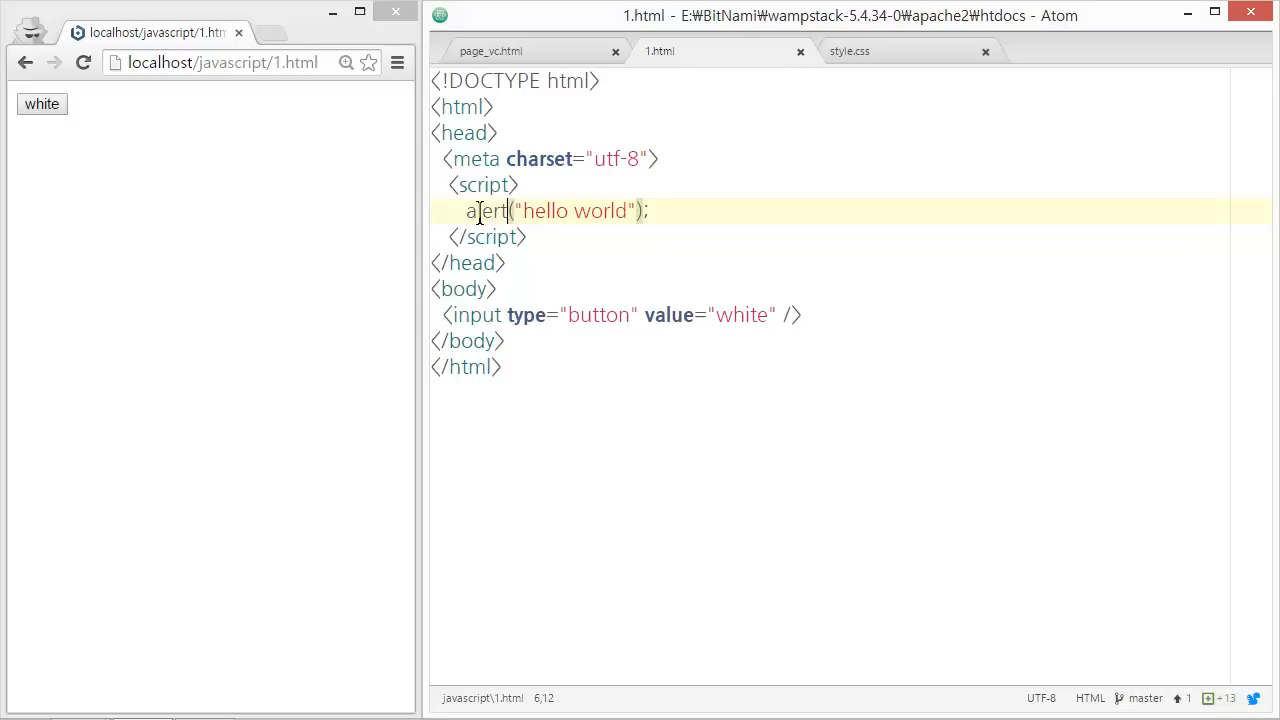 localhost/javascript/1.htm
localhost/javascript/1.html
white
1.html - E:₩BitNami₩wampstack-5.4.34-0₩apache2₩htdocs - Atom
page_vc.html
1.html
style.css
<!DOCTYPE html>
<html>
<head>
<meta charset="utf-8">
<script>
alert("hello world");
</script>
</head>
<body>
<input type="button" value="white" />
</body>
</html>
javascript\1.html 6,12
UTF-8 HTML master 1 +13